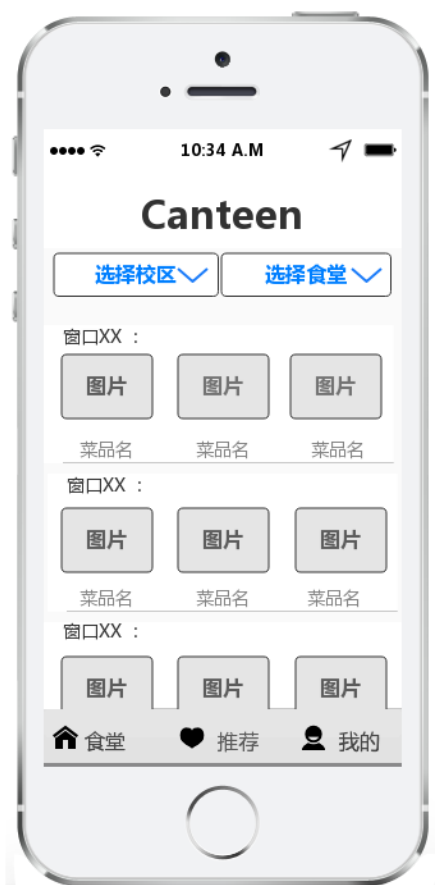 10:34 A.M
Canteen
选择校区 选择食堂
窗口XX ：
图片 图片 图片
菜品名 菜品名 菜品名
窗口XX ：
图片 图片 图片
菜品名 菜品名 菜品名
窗口XX ：
图片 图片 图片
食堂 推荐 我的